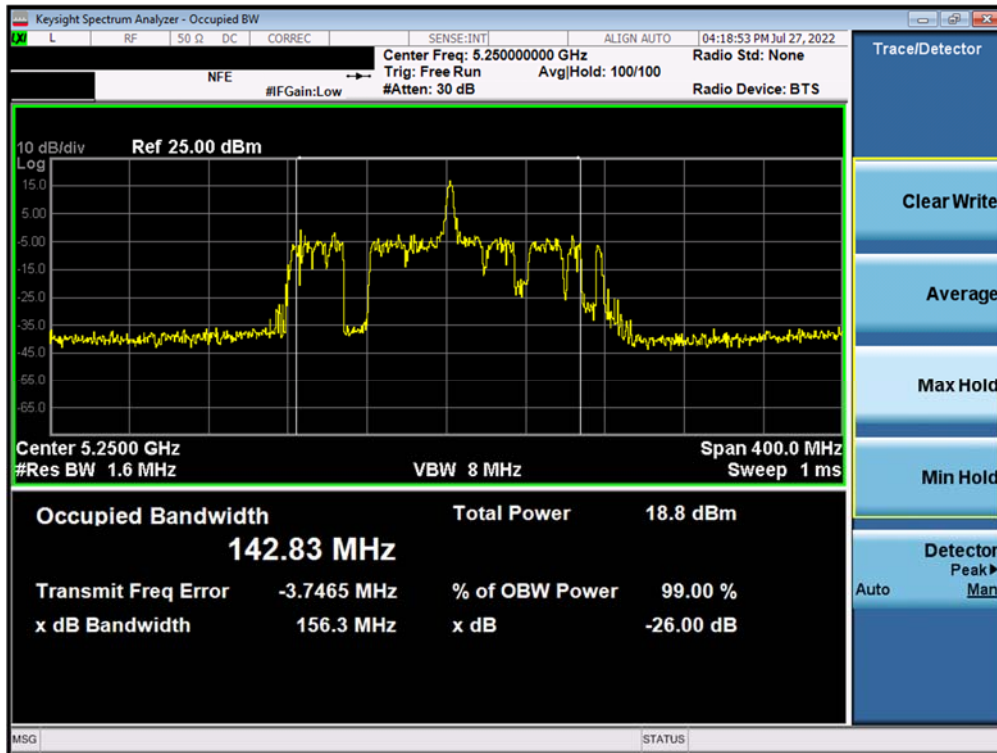 Keysight Spectrum Analyzer - Occupied BW
LXI L RF 50 Ω DC CORREC SENSE:INT ALIGN AUTO 04:18:53 PM Jul 27, 2022
Center Freq: 5.250000000 GHz Radio Std: None
NFE Trig: Free Run Avg|Hold: 100/100
#IFGain:Low #Atten: 30 dB Radio Device: BTS
Trace/Detector
10 dB/div Ref 25.00 dBm
Log
15.0
5.00
-5.00
-15.0
-25.0
-35.0
-45.0
-55.0
-65.0
Center 5.2500 GHz Span 400.0 MHz
#Res BW 1.6 MHz VBW 8 MHz Sweep 1 ms
Occupied Bandwidth Total Power 18.8 dBm
142.83 MHz
Transmit Freq Error -3.7465 MHz % of OBW Power 99.00 %
x dB Bandwidth 156.3 MHz x dB -26.00 dB
Clear Write
Average
Max Hold
Min Hold
Detector
Peak▶
Auto Man
MSG STATUS